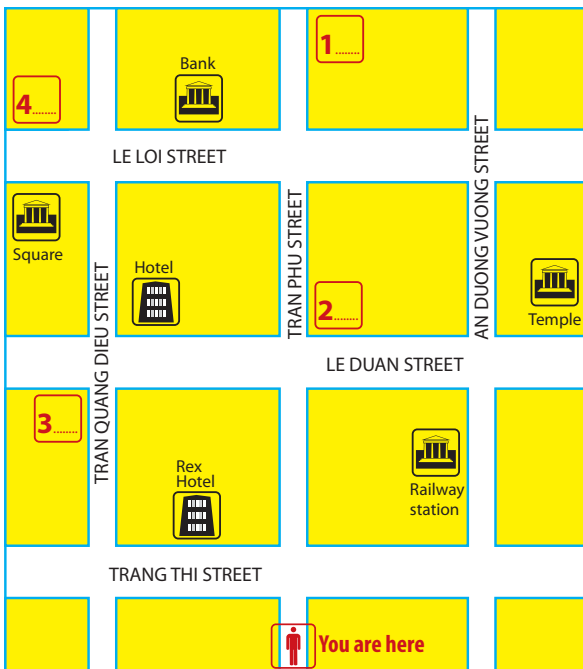 1........
Bank
4........
LE LOI STREET
AN DUONG VUONG STREET
TRAN PHU STREET
Square
TRAN QUANG DIEU STREET
Hotel
2........
Temple
LE DUAN STREET
3........
Rex
Hotel
Railway
station
TRANG THI STREET
You are here